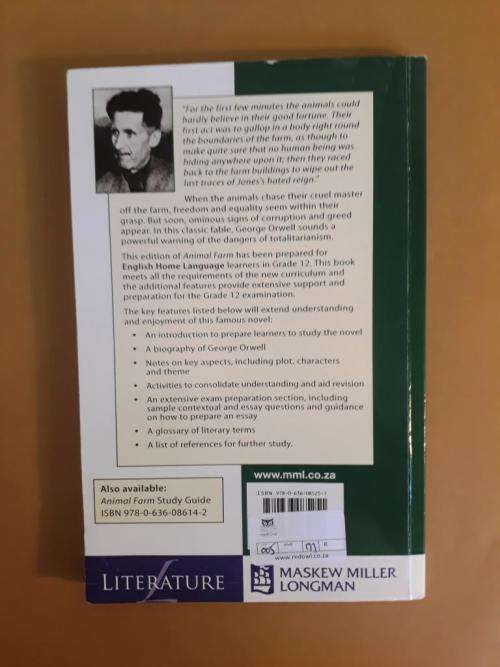 "For the first few minutes the animals could
hardly believe in their good fortune. Their
first act was to gallop in a body right round
the boundaries of the farm, as though to
make quite sure that no human being was
hiding anywhere upon it; then they raced
back to the farm buildings to wipe out the
last traces of Jones's hated reign."
When the animals chase their cruel master
off the farm, freedom and equality seem within their
grasp. But soon, ominous signs of corruption and greed
appear. In this classic fable, George Orwell sounds a
powerful warning of the dangers of totalitarianism.
This edition of Animal Farm has been prepared for
English Home Language learners in Grade 12. This book
meets all the requirements of the new curriculum and
the additional features provide extensive support and
preparation for the Grade 12 examination.
The key features listed below will extend understanding
and enjoyment of this famous novel:
• An introduction to prepare learners to study the novel
• A biography of George Orwell
• Notes on key aspects, including plot, characters
and theme
• Activities to consolidate understanding and aid revision
• An extensive exam preparation section, including
sample contextual and essay questions and guidance
on how to prepare an essay
• A glossary of literary terms
• A list of references for further study.
www.mml.co.za
Also available:
Animal Farm Study Guide
ISBN 978-0-636-08614-2
ISBN 978-0-636-08525-1
R
www.redowl.co.za
LITERATURE
MASKEW MILLER
LONGMAN